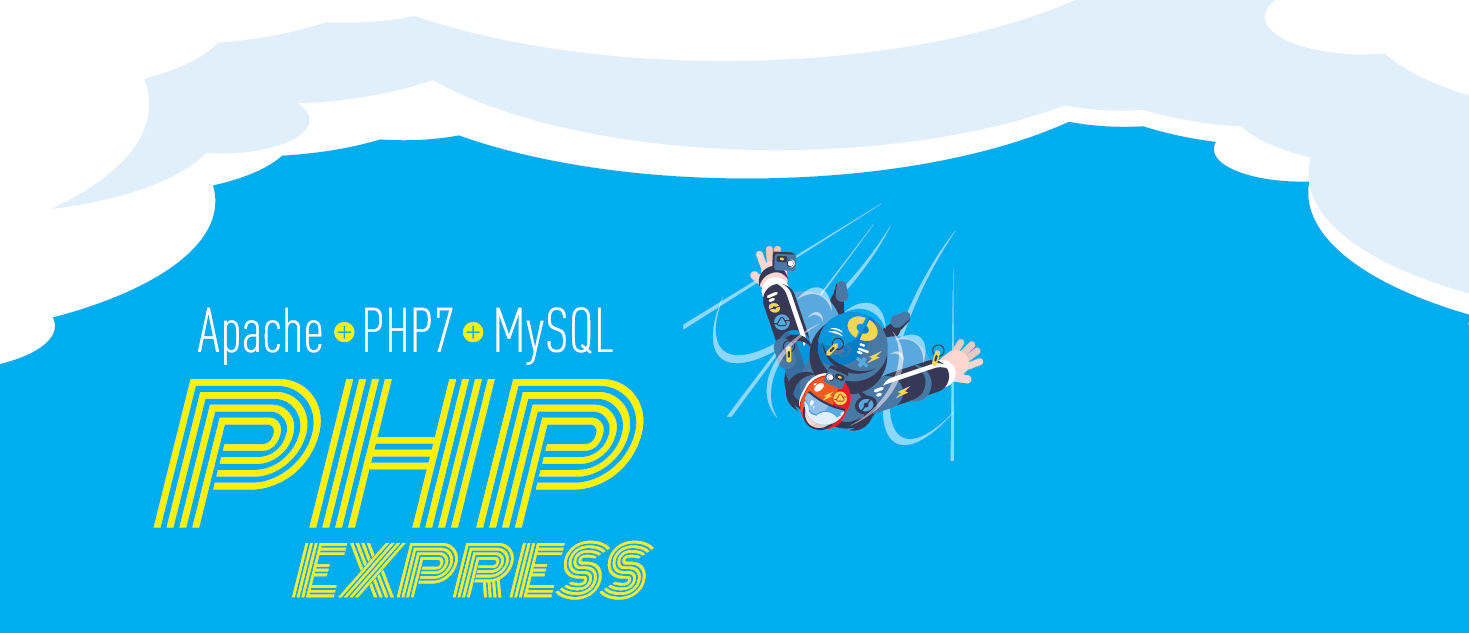 Apache + PHP7 + MySQL
PHP
EXPRESS